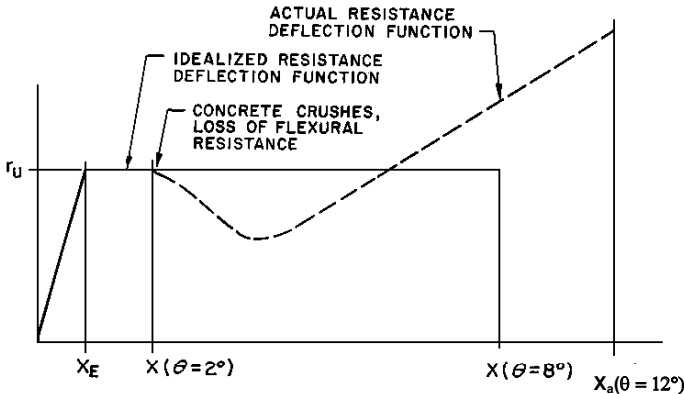 ACTUAL RESISTANCE
DEFLECTION FUNCTION
IDEALIZED RESISTANCE
DEFLECTION FUNCTION
CONCRETE CRUSHES,
LOSS OF FLEXURAL
RESISTANCE
rU
XE
X(θ=2°)
X(θ=8°)
Xa(θ = 12°)